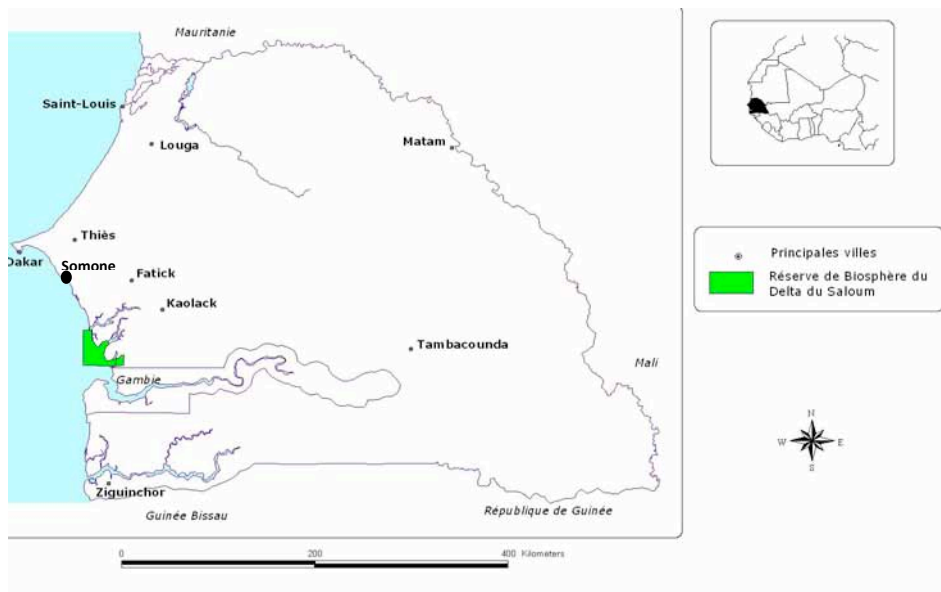 Mauritanie
Saint-Louis
Louga
Matam
Thiès
Dakar
Somone
Fatick
Kaolack
Tambacounda
Mali
Gambie
Ziguinchor
Guinée Bissau
République de Guinée
Principales villes
Réserve de Biosphère du
Delta du Saloum
N
W E
S
0 200 400 Kilometers